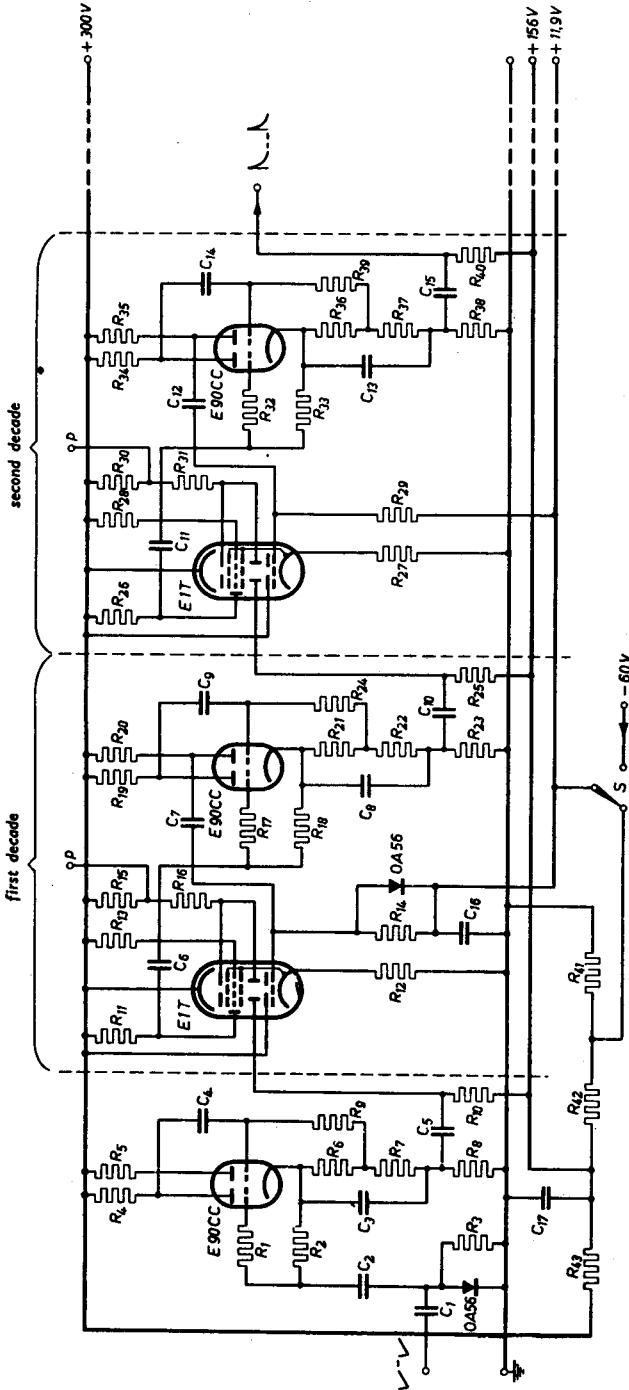 first decade
second decade
+300V
+156V
+11,9V
-60V
S
P
P
E90CC
E1T
E90CC
E1T
E90CC
OA56
OA56
R1
R2
R3
R4
R5
R6
R7
R8
R9
R10
R11
R12
R13
R14
R15
R16
R17
R18
R19
R20
R21
R22
R23
R24
R25
R26
R27
R28
R29
R30
R31
R32
R33
R34
R35
R36
R37
R38
R39
R40
R41
R42
R43
C1
C2
C3
C4
C5
C6
C7
C8
C9
C10
C11
C12
C13
C14
C15
C16
C17